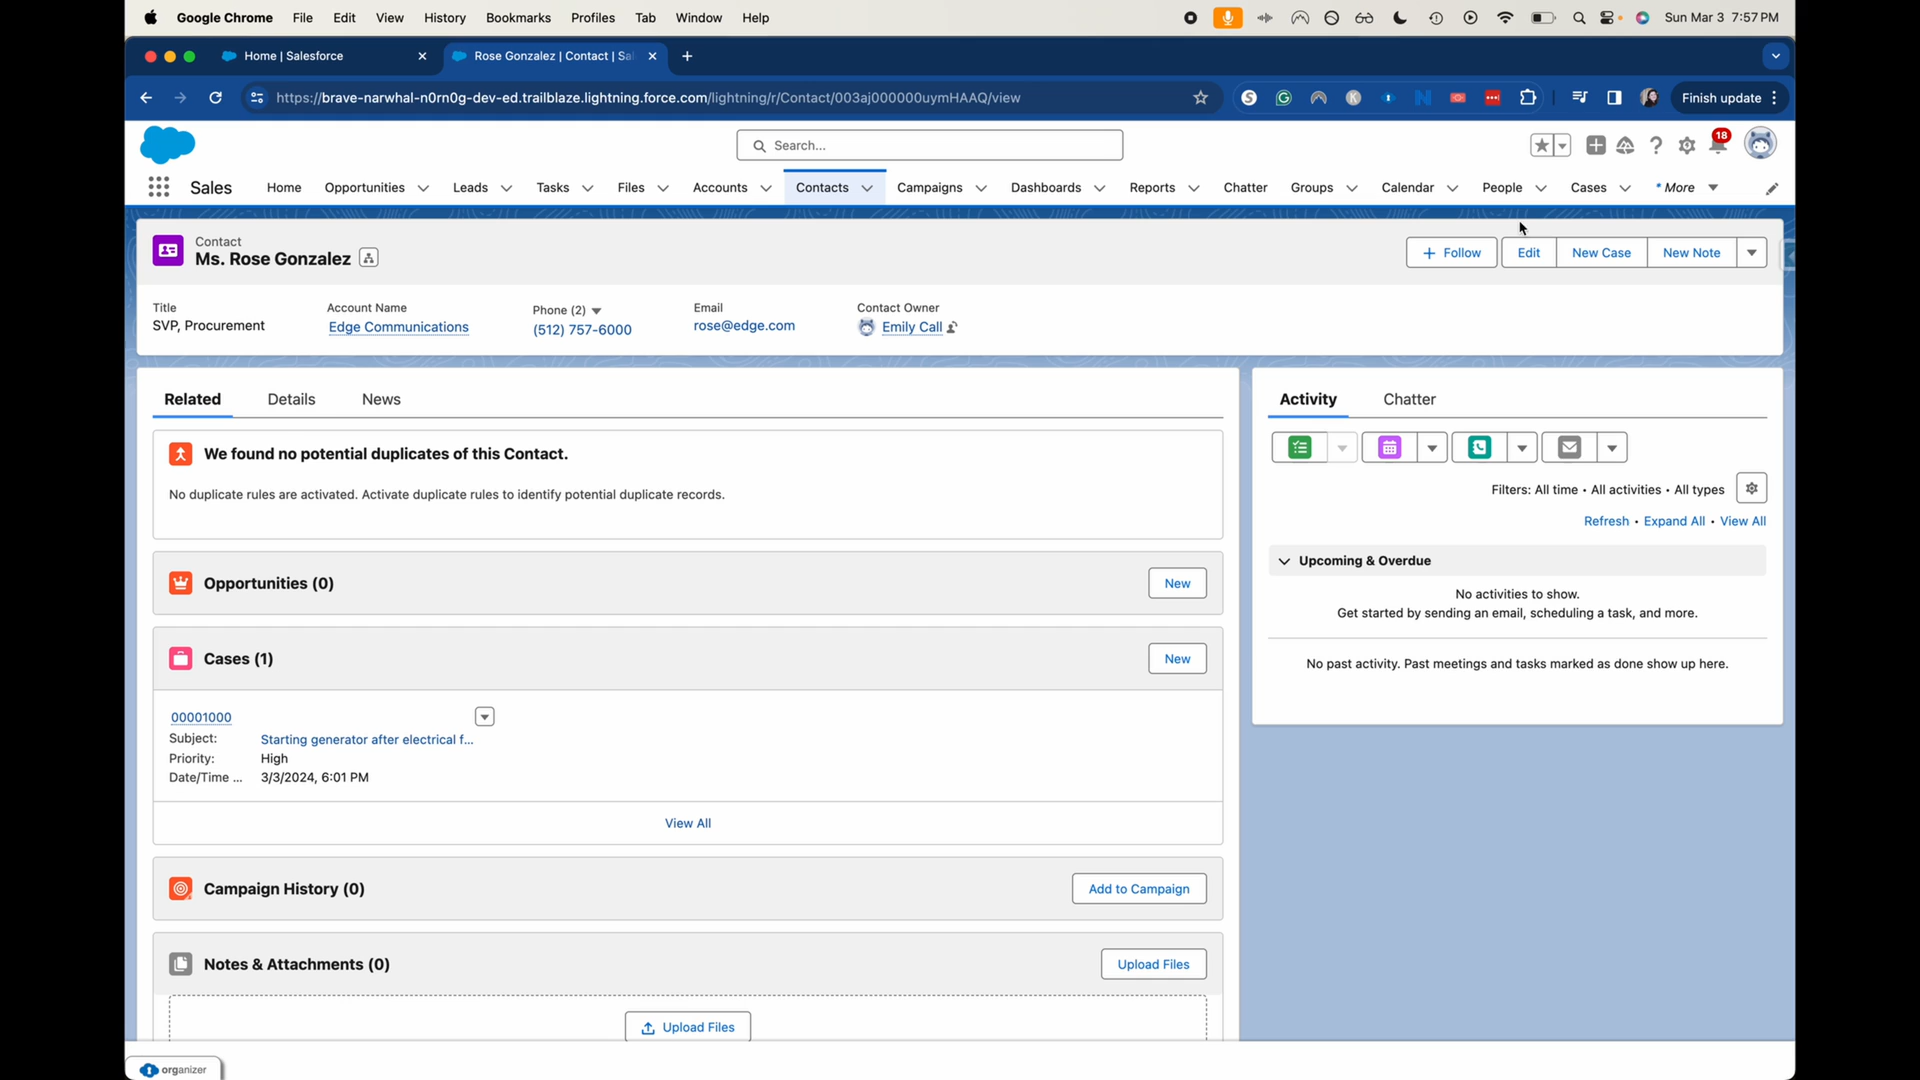 Google Chrome File Edit View History Bookmarks Profiles Tab Window Help Sun Mar 3 7:57 PM
Home | Salesforce Rose Gonzalez | Contact | Sa
https://brave-narwhal-n0rn0g-dev-ed.trailblaze.lightning.force.com/lightning/r/Contact/003aj000000uymHAAQ/view Finish update
Search... 18
Sales Home Opportunities Leads Tasks Files Accounts Contacts Campaigns Dashboards Reports Chatter Groups Calendar People Cases * More
Contact
Ms. Rose Gonzalez
+ Follow Edit New Case New Note
Title Account Name Phone (2) Email Contact Owner
SVP, Procurement Edge Communications (512) 757-6000 rose@edge.com Emily Call
Related Details News
Activity Chatter
We found no potential duplicates of this Contact.
No duplicate rules are activated. Activate duplicate rules to identify potential duplicate records.
Filters: All time • All activities • All types
Refresh • Expand All • View All
Upcoming & Overdue
No activities to show.
Get started by sending an email, scheduling a task, and more.
No past activity. Past meetings and tasks marked as done show up here.
Opportunities (0) New
Cases (1) New
00001000
Subject: Starting generator after electrical f...
Priority: High
Date/Time ... 3/3/2024, 6:01 PM
View All
Campaign History (0) Add to Campaign
Notes & Attachments (0) Upload Files
Upload Files
organizer